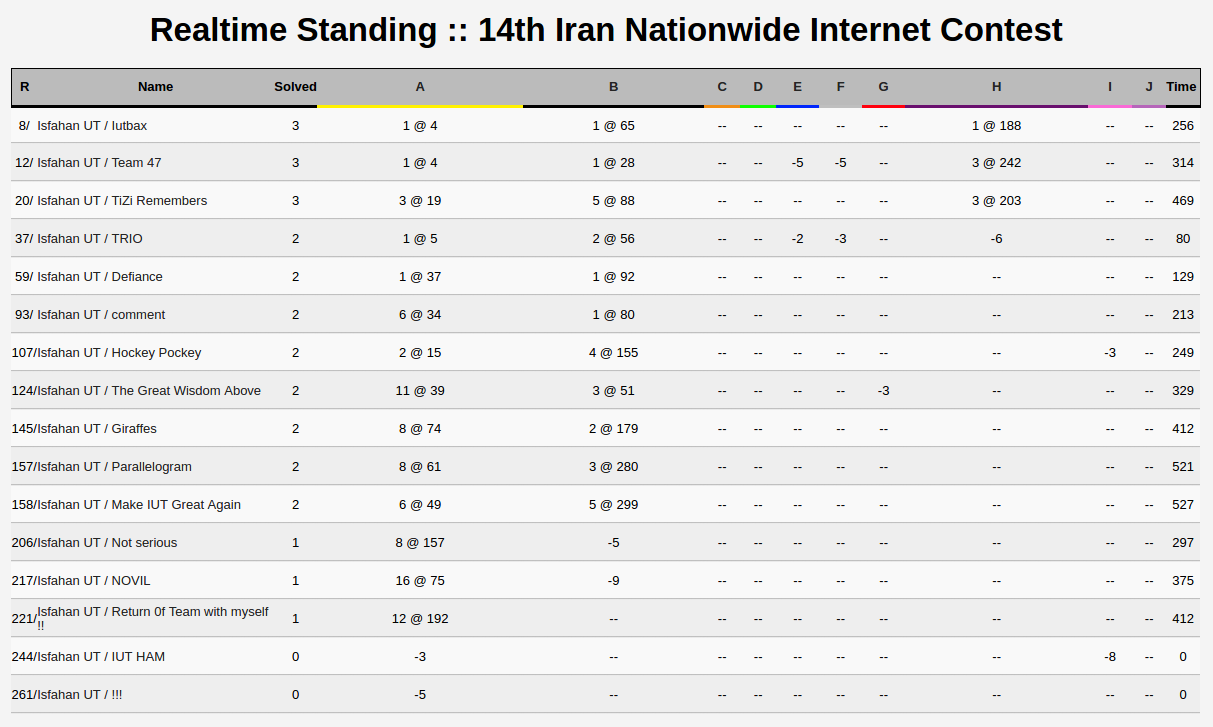 Realtime Standing :: 14th Iran Nationwide Internet Contest
R Name Solved A B C D E F G H I J Time
8/ Isfahan UT / Iutbax 3 1 @ 4 1 @ 65 -- -- -- -- -- 1 @ 188 -- -- 256
12/ Isfahan UT / Team 47 3 1 @ 4 1 @ 28 -- -- -5 -5 -- 3 @ 242 -- -- 314
20/ Isfahan UT / TiZi Remembers 3 3 @ 19 5 @ 88 -- -- -- -- -- 3 @ 203 -- -- 469
37/ Isfahan UT / TRIO 2 1 @ 5 2 @ 56 -- -- -2 -3 -- -6 -- -- 80
59/ Isfahan UT / Defiance 2 1 @ 37 1 @ 92 -- -- -- -- -- -- -- -- 129
93/ Isfahan UT / comment 2 6 @ 34 1 @ 80 -- -- -- -- -- -- -- -- 213
107/ Isfahan UT / Hockey Pockey 2 2 @ 15 4 @ 155 -- -- -- -- -- -- -3 -- 249
124/ Isfahan UT / The Great Wisdom Above 2 11 @ 39 3 @ 51 -- -- -- -- -3 -- -- -- 329
145/ Isfahan UT / Giraffes 2 8 @ 74 2 @ 179 -- -- -- -- -- -- -- -- 412
157/ Isfahan UT / Parallelogram 2 8 @ 61 3 @ 280 -- -- -- -- -- -- -- -- 521
158/ Isfahan UT / Make IUT Great Again 2 6 @ 49 5 @ 299 -- -- -- -- -- -- -- -- 527
206/ Isfahan UT / Not serious 1 8 @ 157 -5 -- -- -- -- -- -- -- -- 297
217/ Isfahan UT / NOVIL 1 16 @ 75 -9 -- -- -- -- -- -- -- -- 375
221/ Isfahan UT / Return 0f Team with myself
!! 1 12 @ 192 -- -- -- -- -- -- -- -- -- 412
244/ Isfahan UT / IUT HAM 0 -3 -- -- -- -- -- -- -- -8 -- 0
261/ Isfahan UT / !!! 0 -5 -- -- -- -- -- -- -- -- -- 0